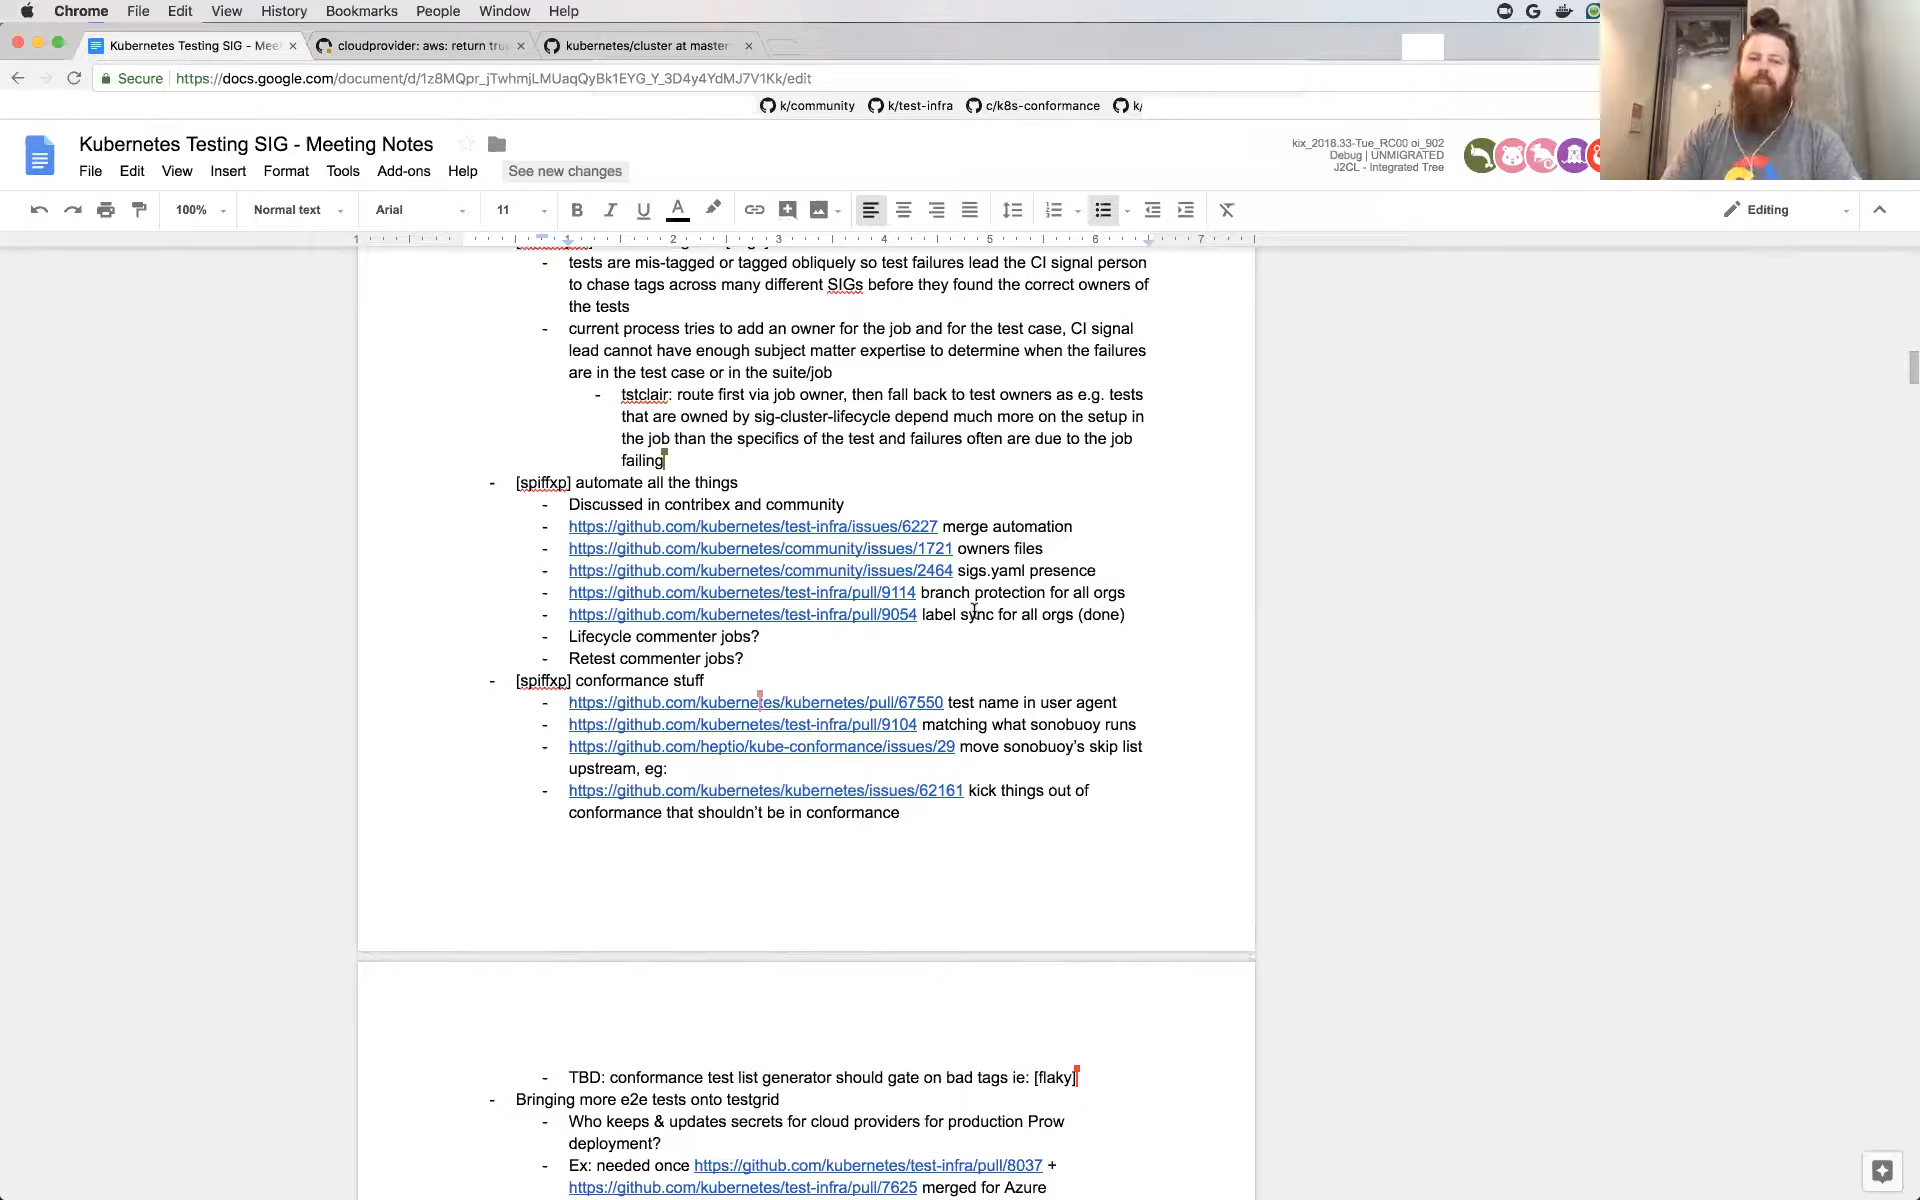 Chrome File Edit View History Bookmarks People Window Help
Kubernetes Testing SIG - Mee
cloudprovider: aws: return true
kubernetes/cluster at master
Secure https://docs.google.com/document/d/1z8MQpr_jTwhmjLMUaqQyBk1EYG_Y_3D4y4YdMJ7V1Kk/edit
k/community k/test-infra c/k8s-conformance k/
Kubernetes Testing SIG - Meeting Notes
kix_2018.33-Tue_RC00 oi_902
Debug | UNMIGRATED
J2CL - Integrated Tree
File Edit View Insert Format Tools Add-ons Help See new changes
100% Normal text Arial 11 B I U A Editing
1 1 2 3 4 5 6 7
- tests are mis-tagged or tagged obliquely so test failures lead the CI signal person
to chase tags across many different SIGs before they found the correct owners of
the tests
- current process tries to add an owner for the job and for the test case, CI signal
lead cannot have enough subject matter expertise to determine when the failures
are in the test case or in the suite/job
- tstclair: route first via job owner, then fall back to test owners as e.g. tests
that are owned by sig-cluster-lifecycle depend much more on the setup in
the job than the specifics of the test and failures often are due to the job
failing
- [spiffxp] automate all the things
- Discussed in contribex and community
- https://github.com/kubernetes/test-infra/issues/6227 merge automation
- https://github.com/kubernetes/community/issues/1721 owners files
- https://github.com/kubernetes/community/issues/2464 sigs.yaml presence
- https://github.com/kubernetes/test-infra/pull/9114 branch protection for all orgs
- https://github.com/kubernetes/test-infra/pull/9054 label sync for all orgs (done)
- Lifecycle commenter jobs?
- Retest commenter jobs?
- [spiffxp] conformance stuff
- https://github.com/kubernetes/kubernetes/pull/67550 test name in user agent
- https://github.com/kubernetes/test-infra/pull/9104 matching what sonobuoy runs
- https://github.com/heptio/kube-conformance/issues/29 move sonobuoy's skip list
upstream, eg:
- https://github.com/kubernetes/kubernetes/issues/62161 kick things out of
conformance that shouldn't be in conformance
- TBD: conformance test list generator should gate on bad tags ie: [flaky]
- Bringing more e2e tests onto testgrid
- Who keeps & updates secrets for cloud providers for production Prow
deployment?
- Ex: needed once https://github.com/kubernetes/test-infra/pull/8037 +
https://github.com/kubernetes/test-infra/pull/7625 merged for Azure